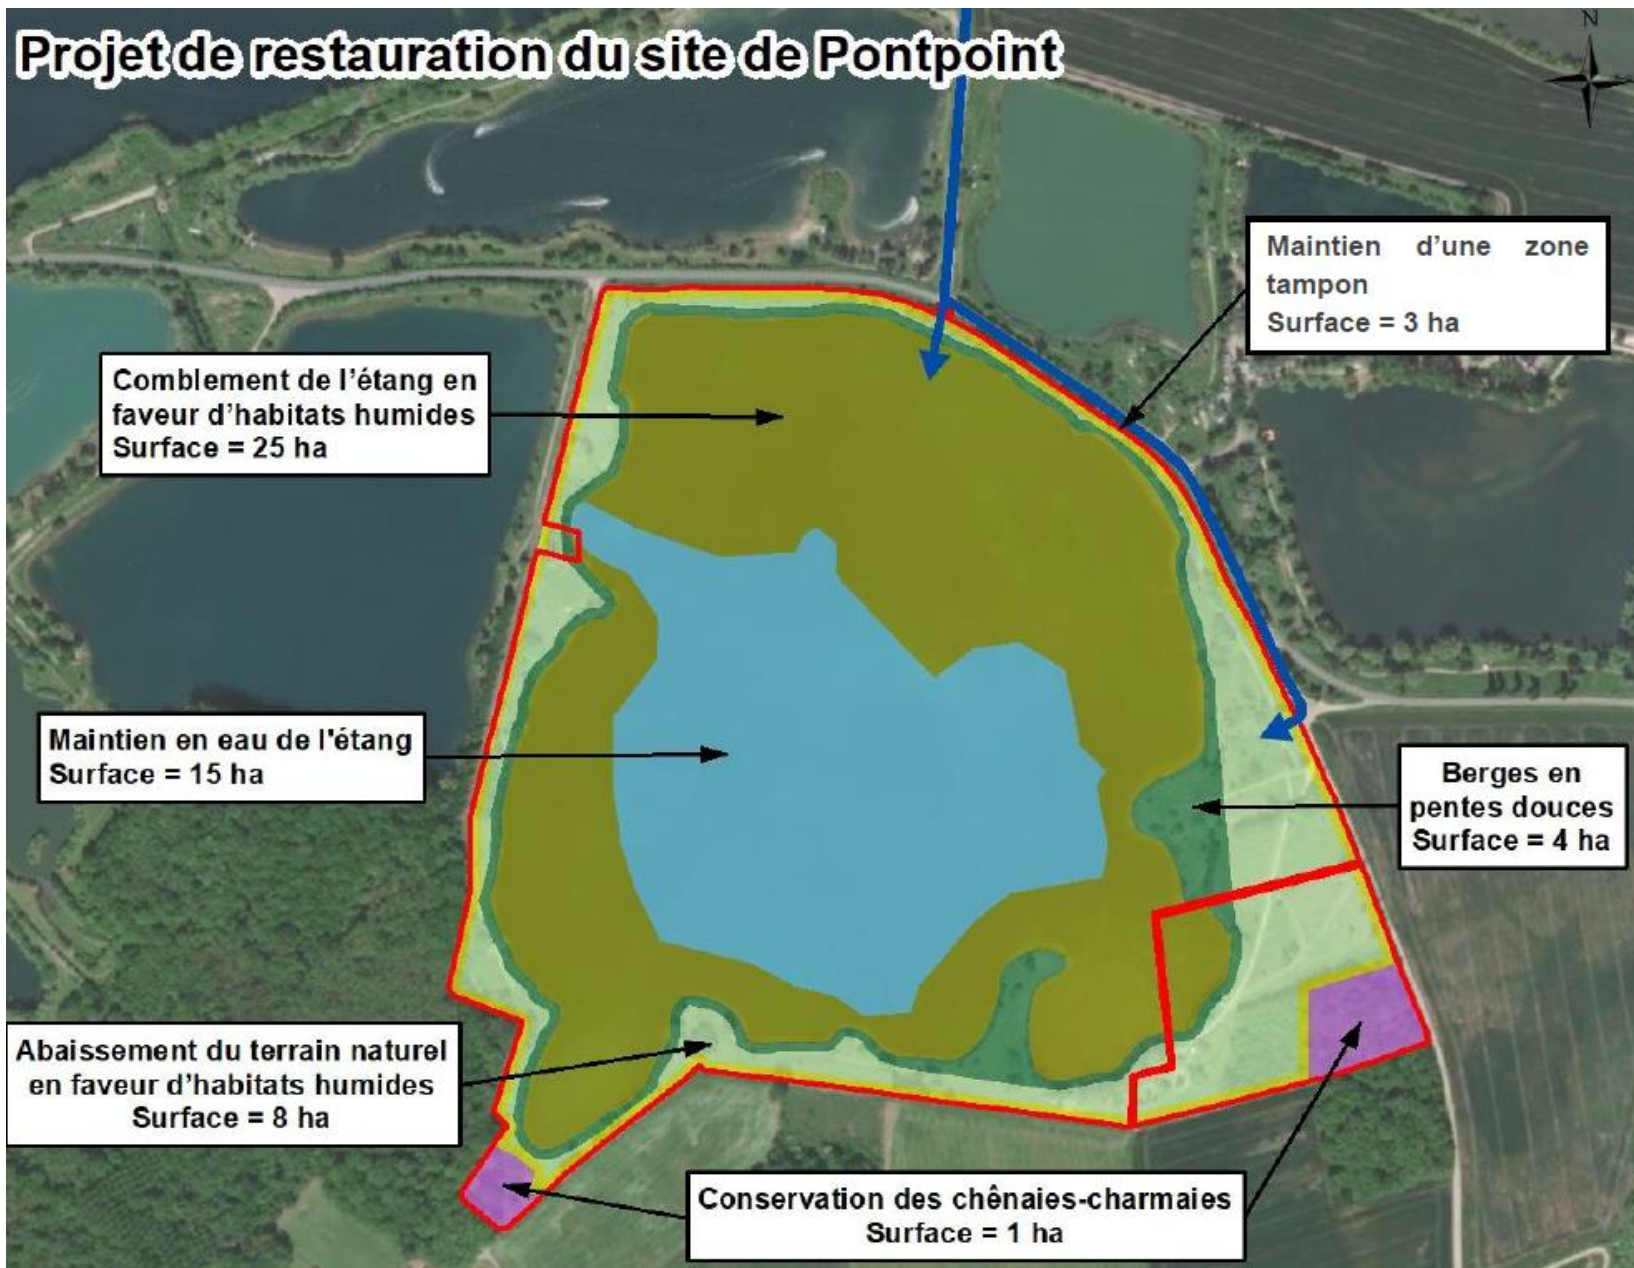 Projet de restauration du site de Pontpoint
N
Maintien d'une zone
tampon
Surface = 3 ha
Comblement de l'étang en
faveur d'habitats humides
Surface = 25 ha
Maintien en eau de l'étang
Surface = 15 ha
Berges en
pentes douces
Surface = 4 ha
Abaissement du terrain naturel
en faveur d'habitats humides
Surface = 8 ha
Conservation des chênaies-charmaies
Surface = 1 ha